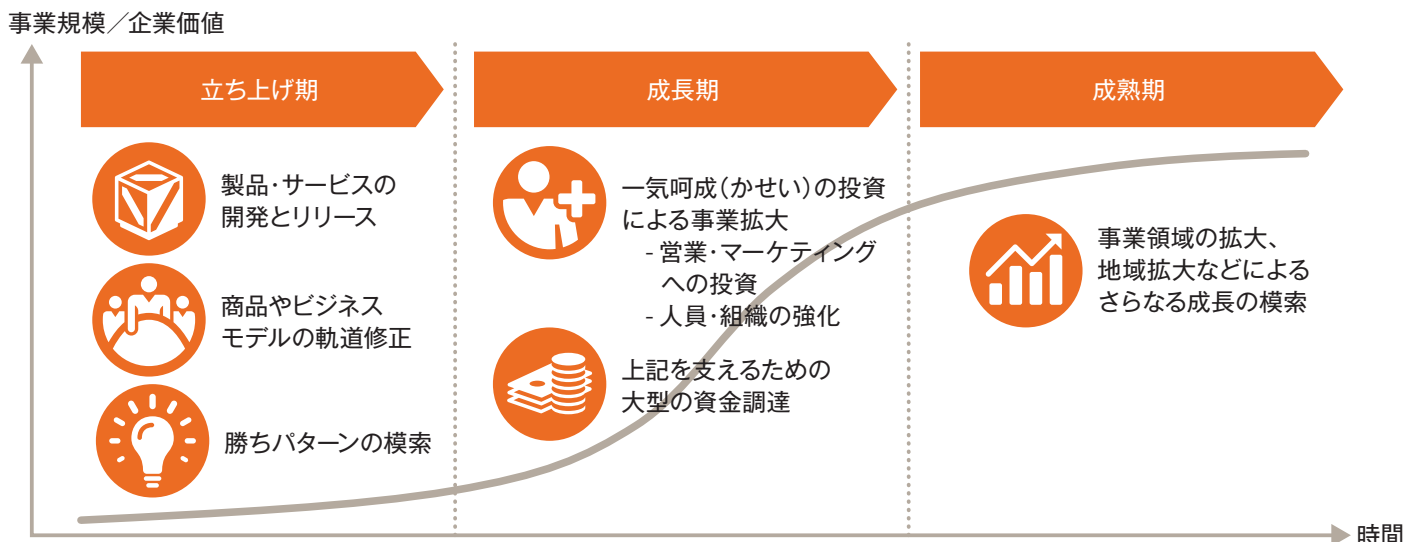 事業規模／企業価値
立ち上げ期
製品・サービスの
開発とリリース
商品やビジネス
モデルの軌道修正
勝ちパターンの模索
成長期
一気呵成（かせい）の投資
による事業拡大
- 営業・マーケティング
への投資
- 人員・組織の強化
上記を支えるための
大型の資金調達
成熟期
事業領域の拡大、
地域拡大などによる
さらなる成長の模索
時間